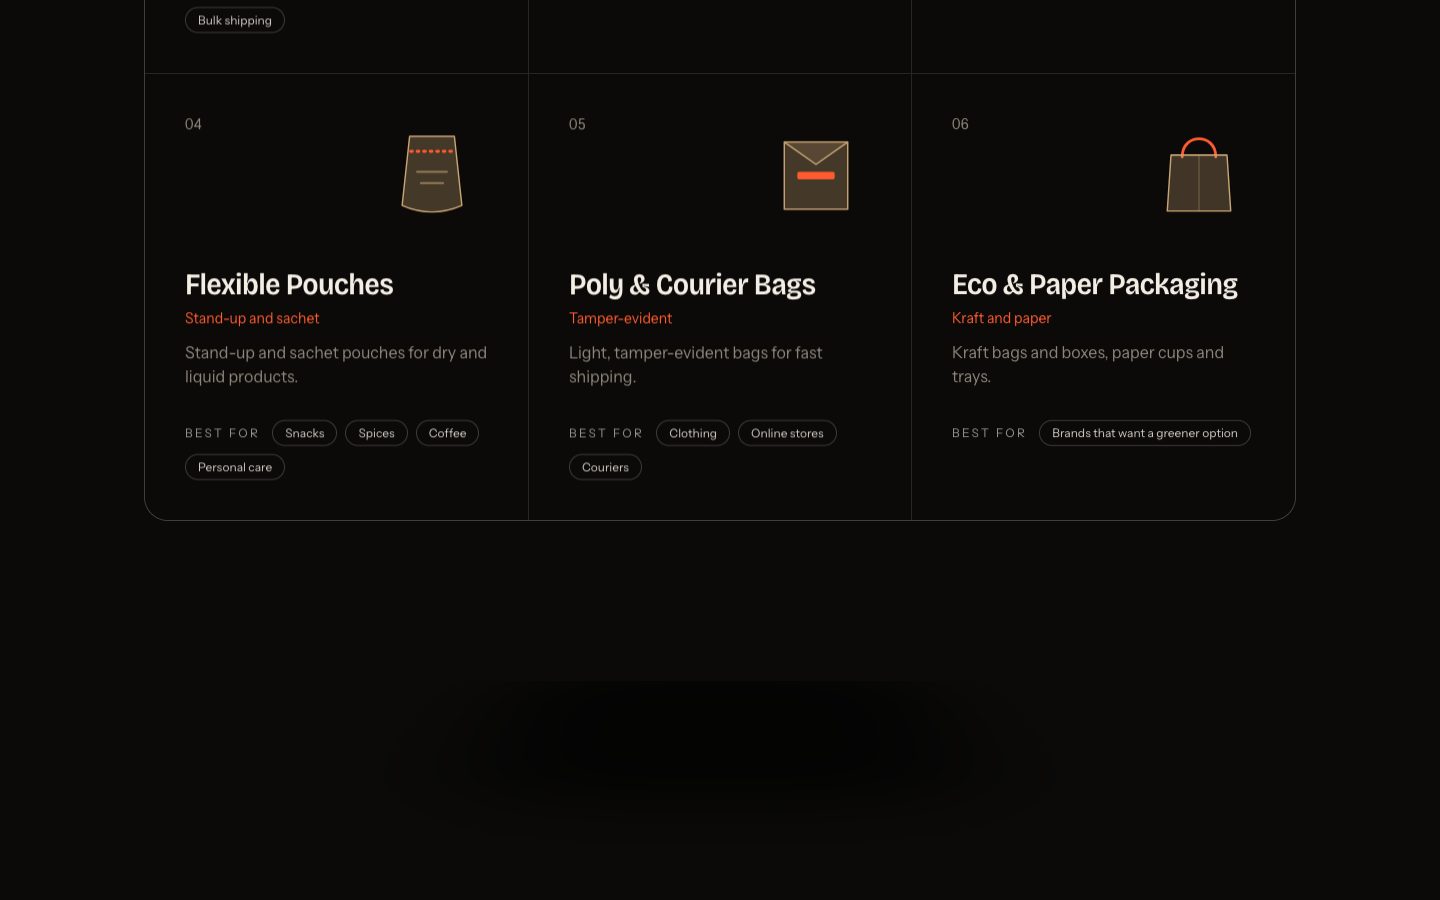 Bulk shipping
04
05
06
Flexible Pouches
Stand-up and sachet
Stand-up and sachet pouches for dry and
liquid products.
BEST FOR Snacks Spices Coffee
Personal care
Poly & Courier Bags
Tamper-evident
Light, tamper-evident bags for fast
shipping.
BEST FOR Clothing Online stores
Couriers
Eco & Paper Packaging
Kraft and paper
Kraft bags and boxes, paper cups and
trays.
BEST FOR Brands that want a greener option